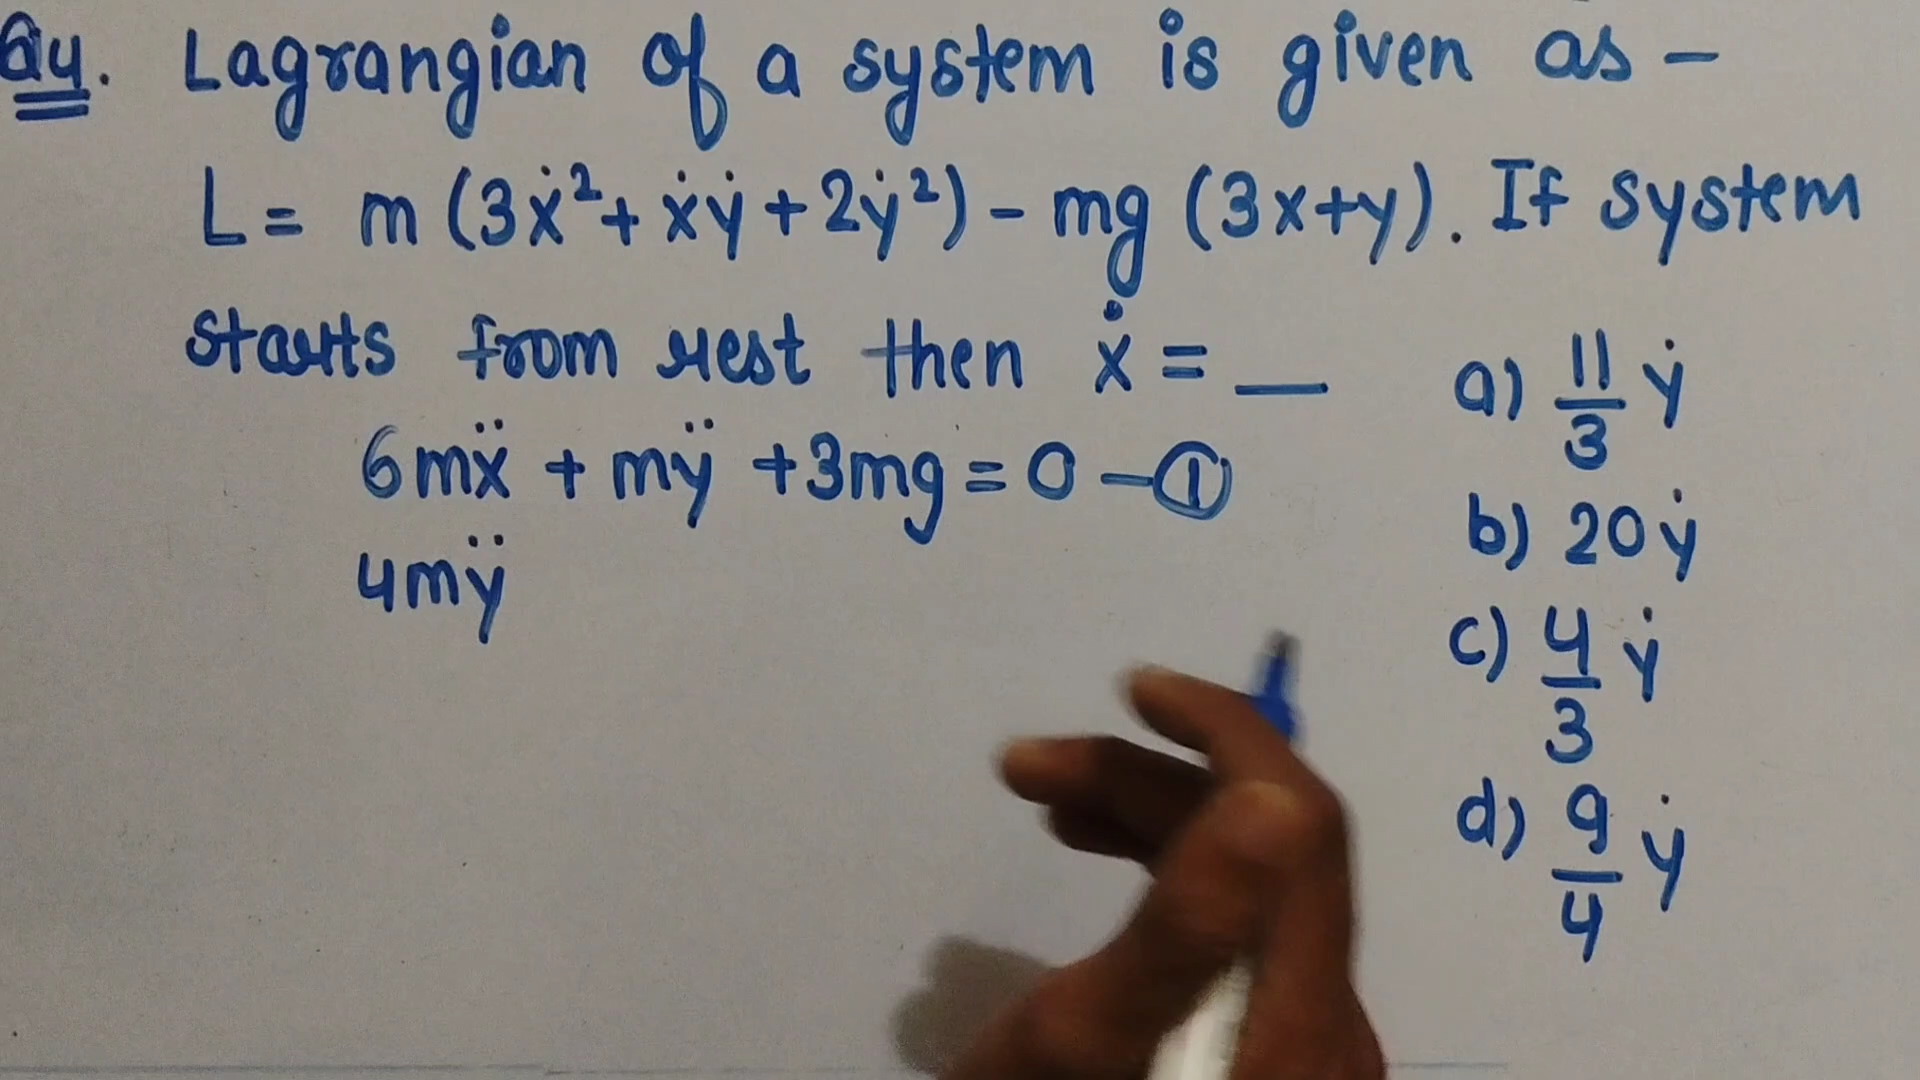 Q4. Lagrangian of a system is given as -
L = m (3ẋ² + ẋẏ + 2ẏ²) - mg (3x+y). If system
starts from rest then ẋ = __
a) 11/3 ẏ
6mẍ + mÿ + 3mg = 0 - ①
b) 20ẏ
4mÿ
c) 4/3 ẏ
d) 9/4 ẏ